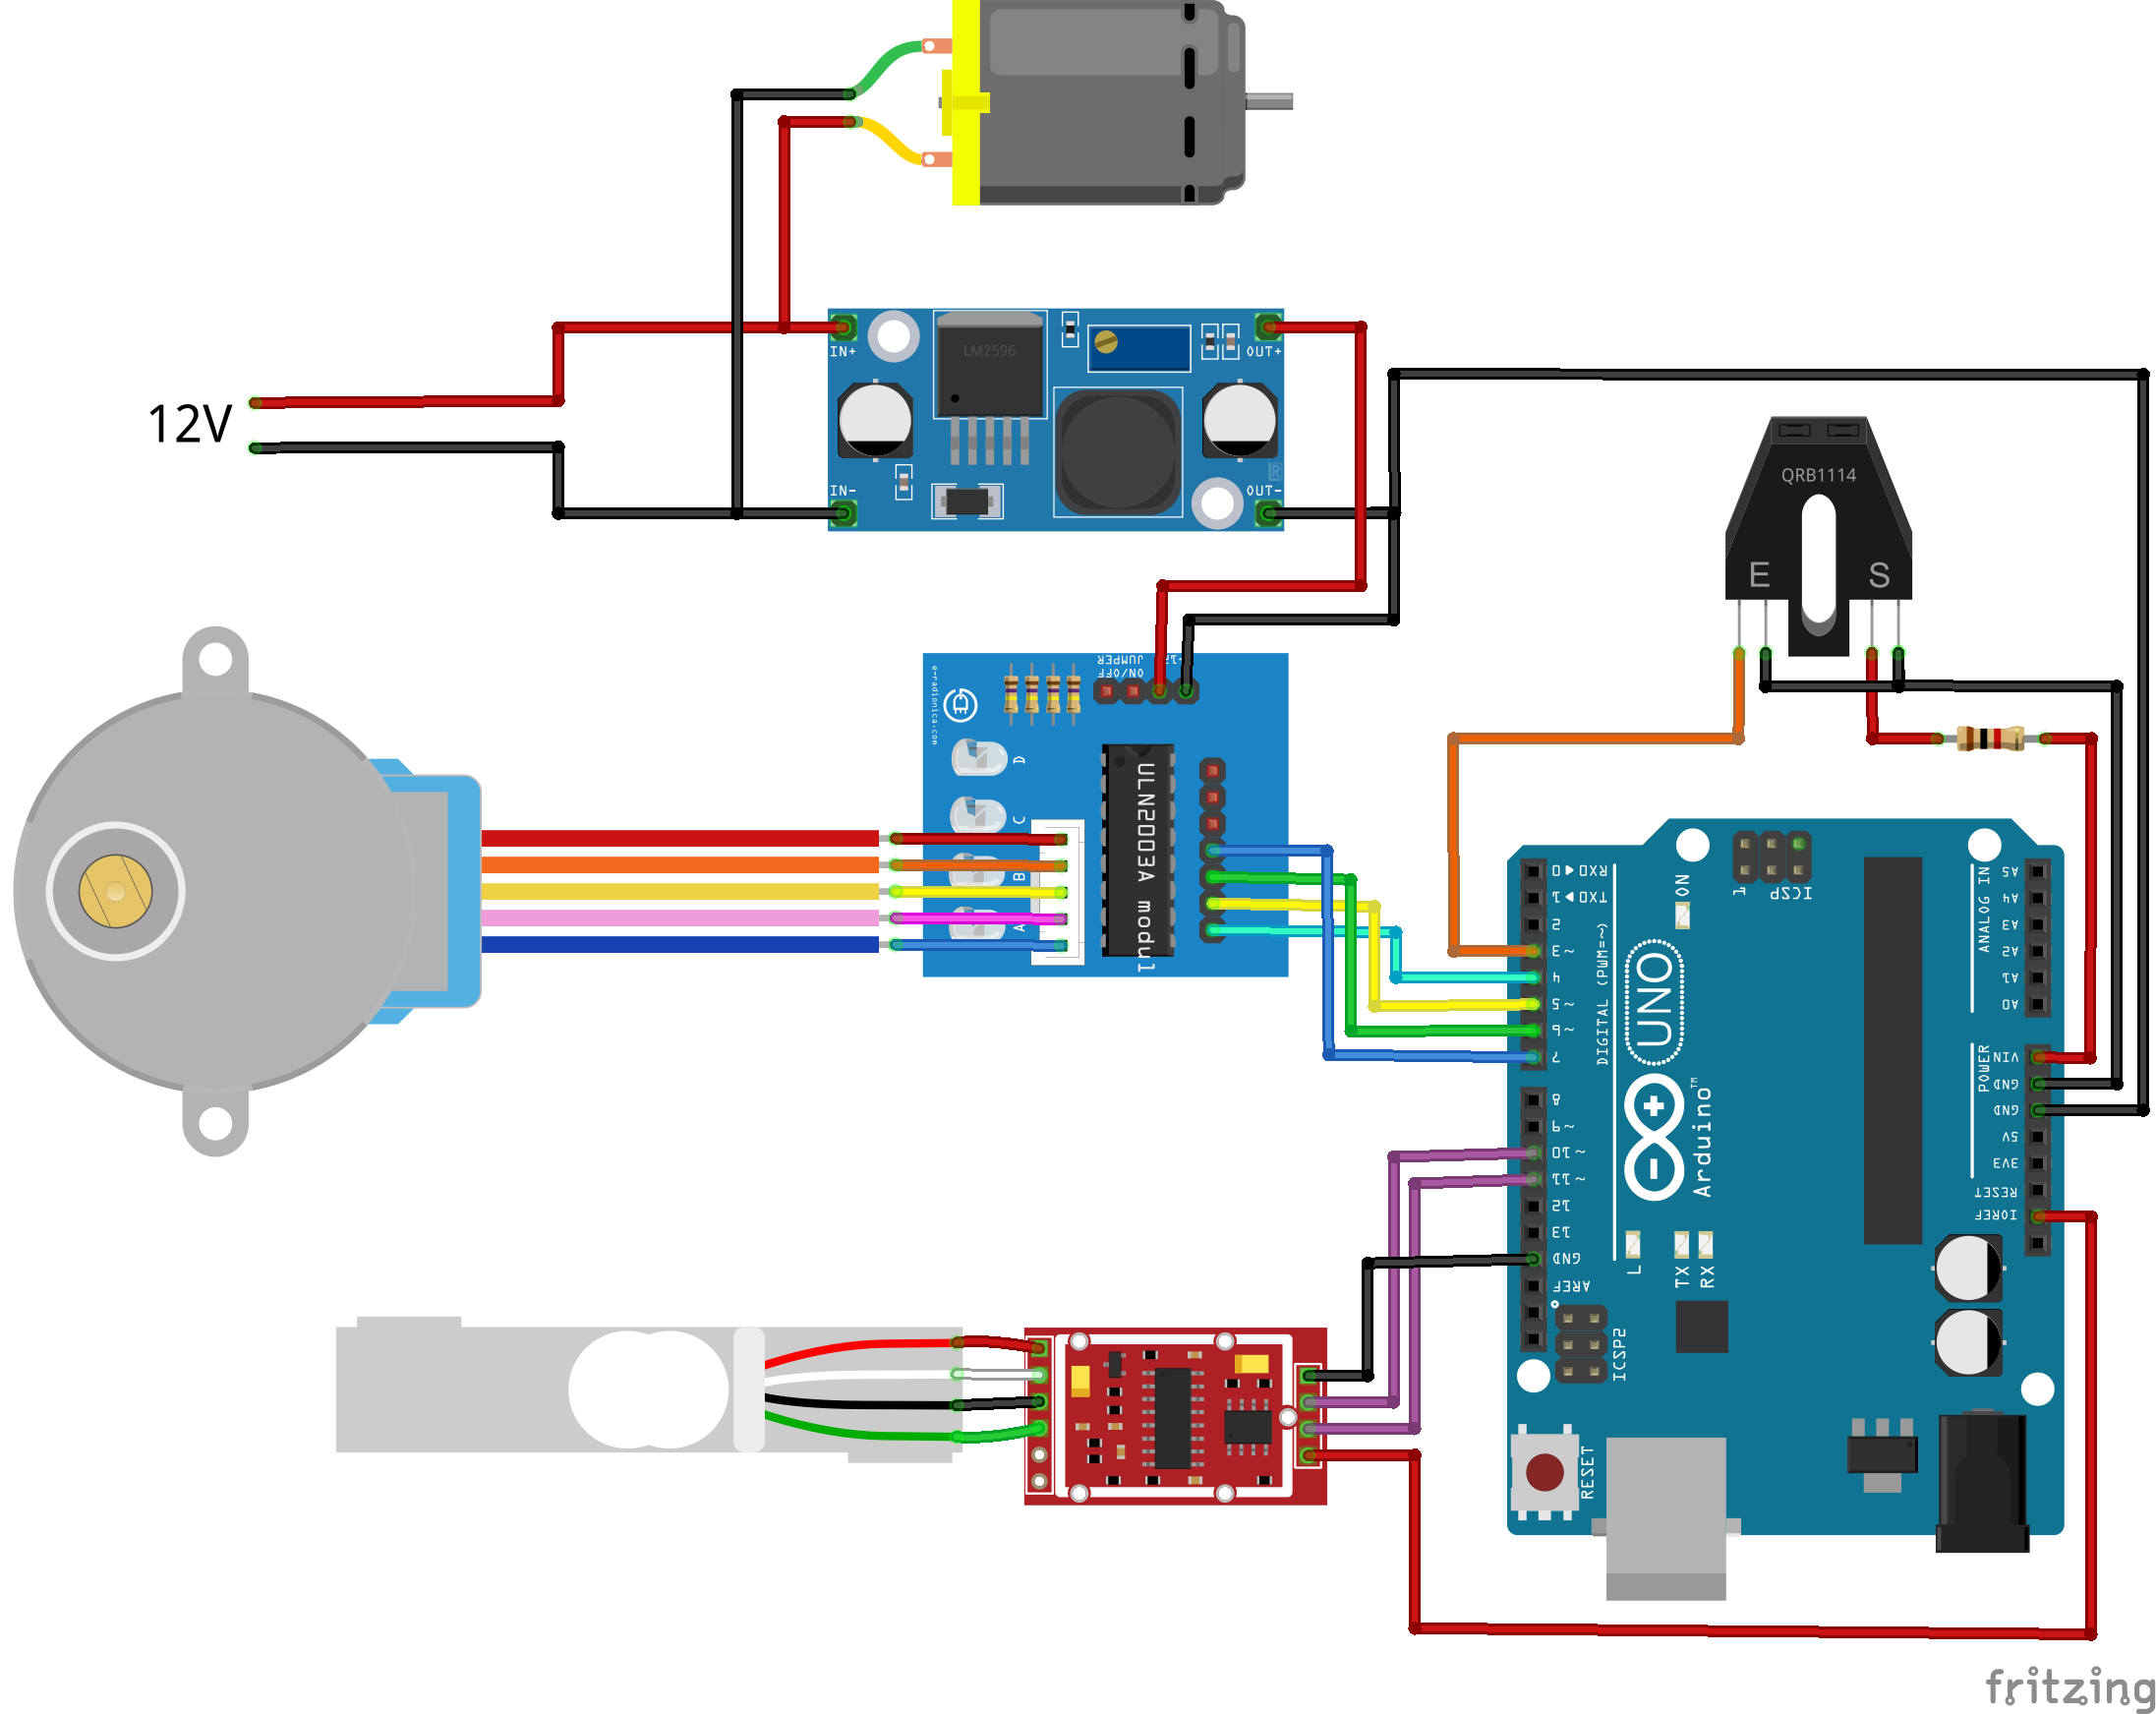 LM2596
IN+
OUT+
12V
IN-
OUT-
R
QRB1114
E S
JUMPER
ON/OFF
e-radionica.com
D
C
B
A
ULN2003A modul
RX0◀0
TX0▶1
2
~3
4
~5
~6
7
8
~9
~10
~11
12
13
GND
AREF
DIGITAL (PWM=~)
ON
1
ICSP
UNO
Arduino™
L
TX
RX
ICSP2
RESET
ANALOG IN
A5
A4
A3
A2
A1
A0
POWER
VIN
GND
GND
5V
3V3
RESET
IOREF
fritzing